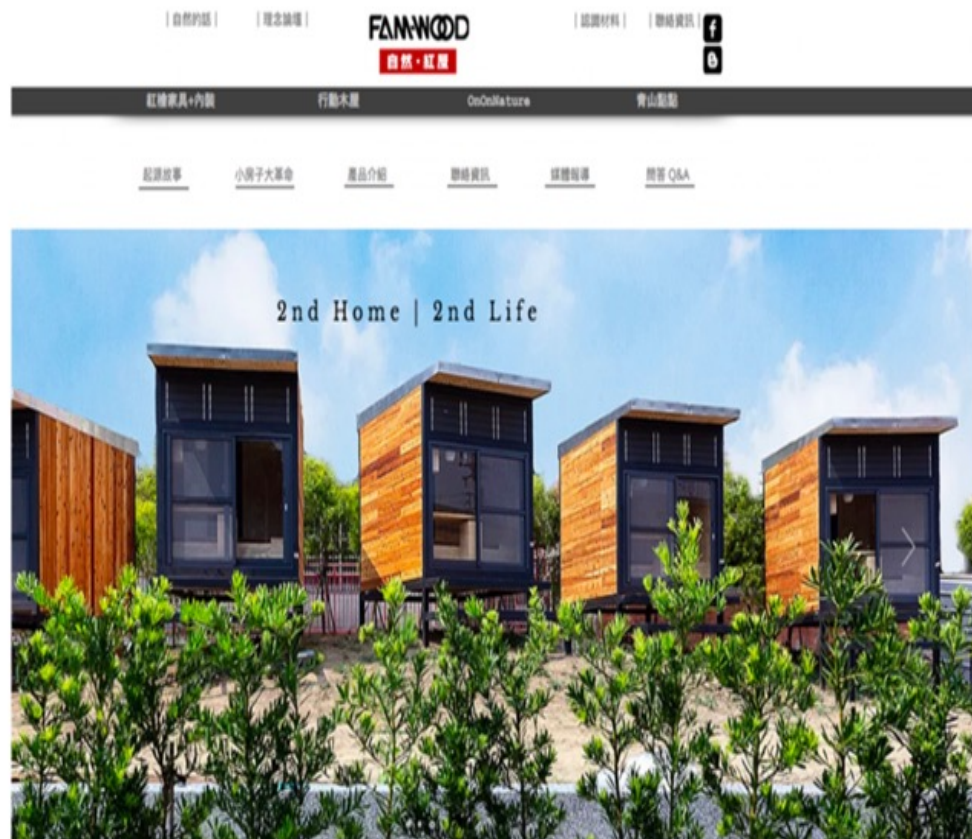 |自然的話| |理念論壇| FAMWOOD |認識材料| |聯絡資訊|
自然・紅屋
紅檜家具+內裝 行動木屋 OnOnNature 青山點點
起源故事 小房子大革命 產品介紹 聯絡資訊 媒體報導 問答 Q&A
2nd Home | 2nd Life